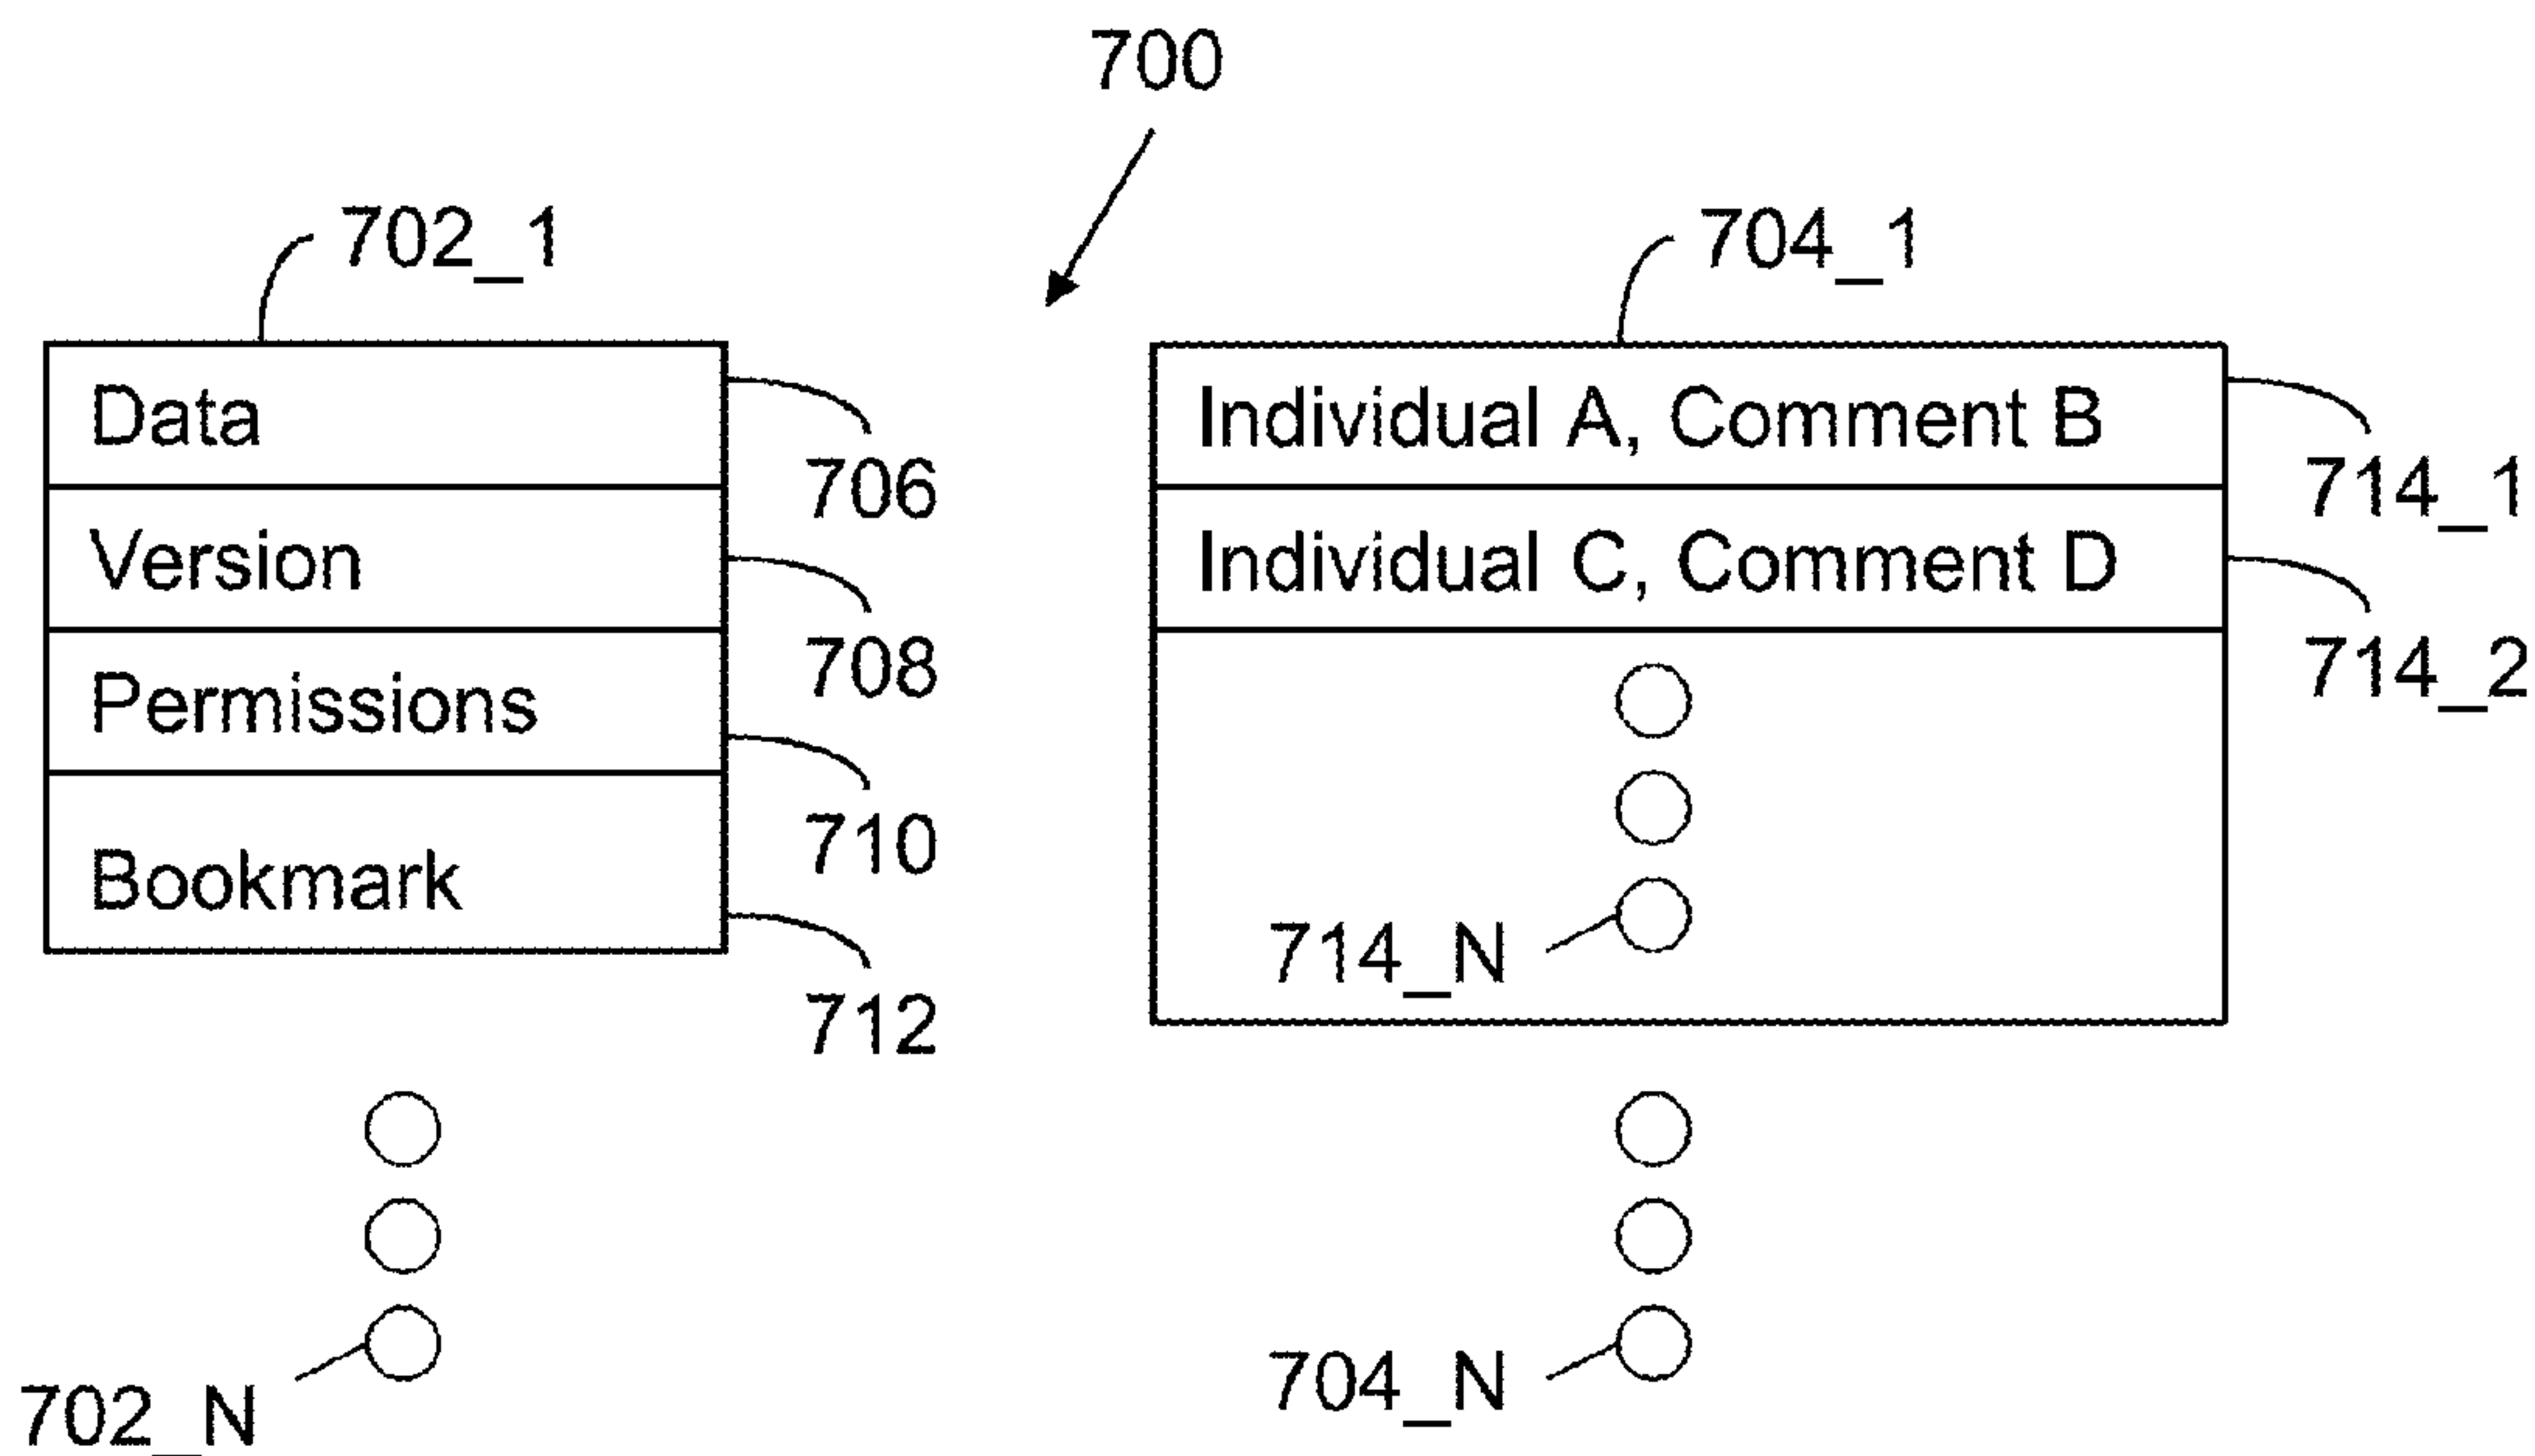 700
702_1
704_1
Data
706
Version
708
Permissions
710
Bookmark
712
Individual A, Comment B
714_1
Individual C, Comment D
714_2
714_N
702_N
704_N